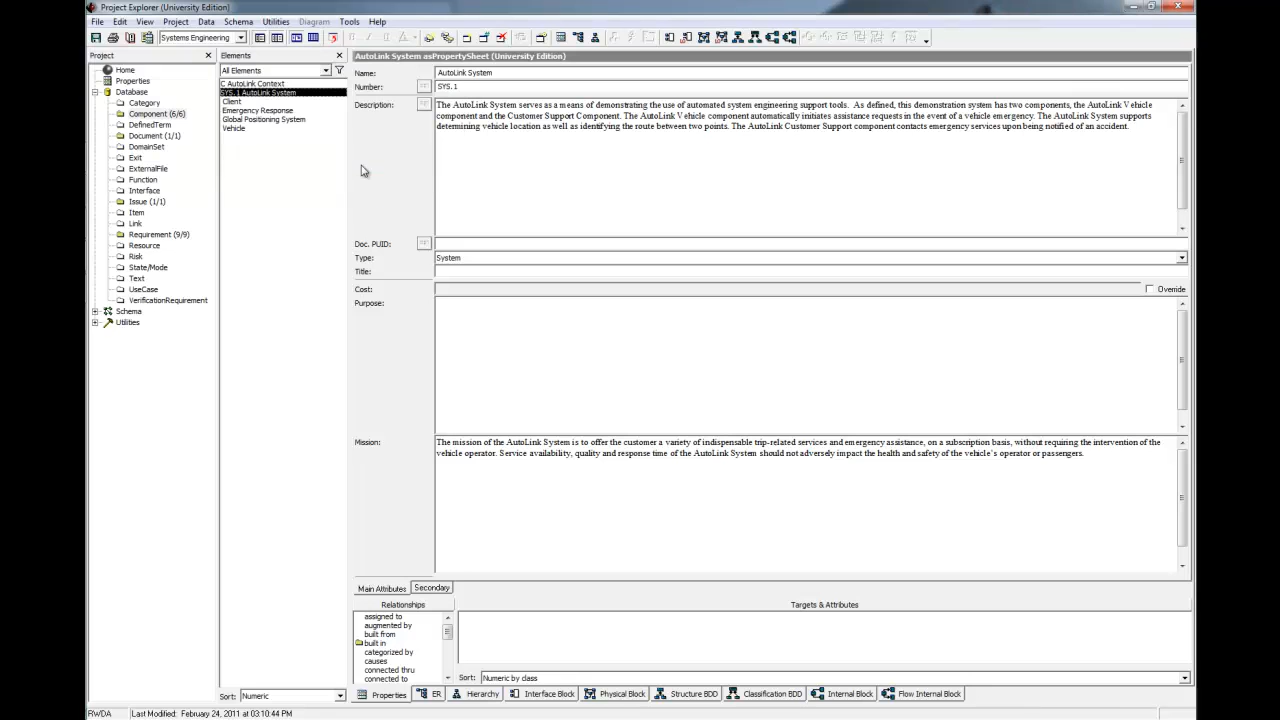 Project Explorer (University Edition)
File Edit View Project Data Schema Utilities Diagram Tools Help
Systems Engineering
Project
Home
Properties
Database
Category
Component (6/6)
DefinedTerm
Document (1/1)
DomainSet
Exit
ExternalFile
Function
Interface
Issue (1/1)
Item
Link
Requirement (9/9)
Resource
Risk
State/Mode
Text
UseCase
VerificationRequirement
Schema
Utilities
Elements
All Elements
C AutoLink Context
SYS.1 AutoLink System
Client
Emergency Response
Global Positioning System
Vehicle
Sort: Numeric
AutoLink System asPropertySheet (University Edition)
Name: AutoLink System
Number: SYS.1
Description: The AutoLink System serves as a means of demonstrating the use of automated system engineering support tools. As defined, this demonstration system has two components, the AutoLink Vehicle
component and the Customer Support Component. The AutoLink Vehicle component automatically initiates assistance requests in the event of a vehicle emergency. The AutoLink System supports
determining vehicle location as well as identifying the route between two points. The AutoLink Customer Support component contacts emergency services upon being notified of an accident.
Doc. PUID:
Type: System
Title:
Cost: Override
Purpose:
Mission: The mission of the AutoLink System is to offer the customer a variety of indispensable trip-related services and emergency assistance, on a subscription basis, without requiring the intervention of the
vehicle operator. Service availability, quality and response time of the AutoLink System should not adversely impact the health and safety of the vehicle's operator or passengers.
Main Attributes Secondary
Relationships Targets & Attributes
assigned to
augmented by
built from
built in
categorized by
causes
connected thru
connected to
Sort: Numeric by class
Properties ER Hierarchy Interface Block Physical Block Structure BDD Classification BDD Internal Block Flow Internal Block
RWDA Last Modified: February 24, 2011 at 03:10:44 PM